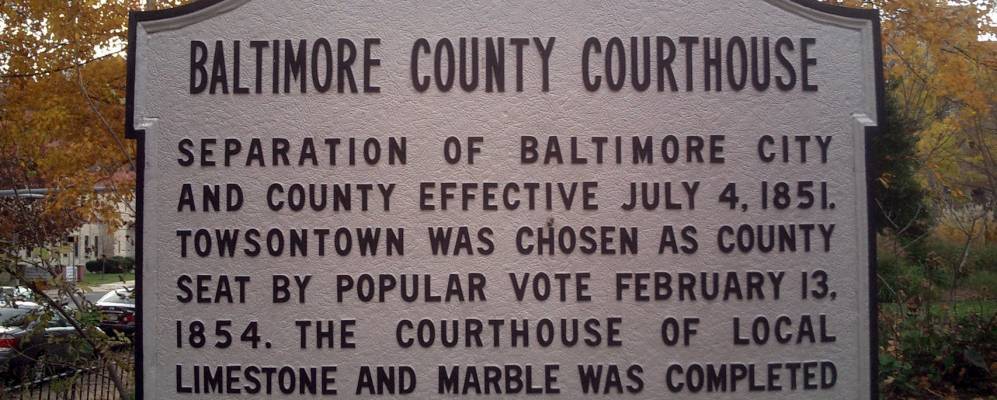 BALTIMORE COUNTY COURTHOUSE
SEPARATION OF BALTIMORE CITY
AND COUNTY EFFECTIVE JULY 4, 1851.
TOWSONTOWN WAS CHOSEN AS COUNTY
SEAT BY POPULAR VOTE FEBRUARY 13,
1854. THE COURTHOUSE OF LOCAL
LIMESTONE AND MARBLE WAS COMPLETED